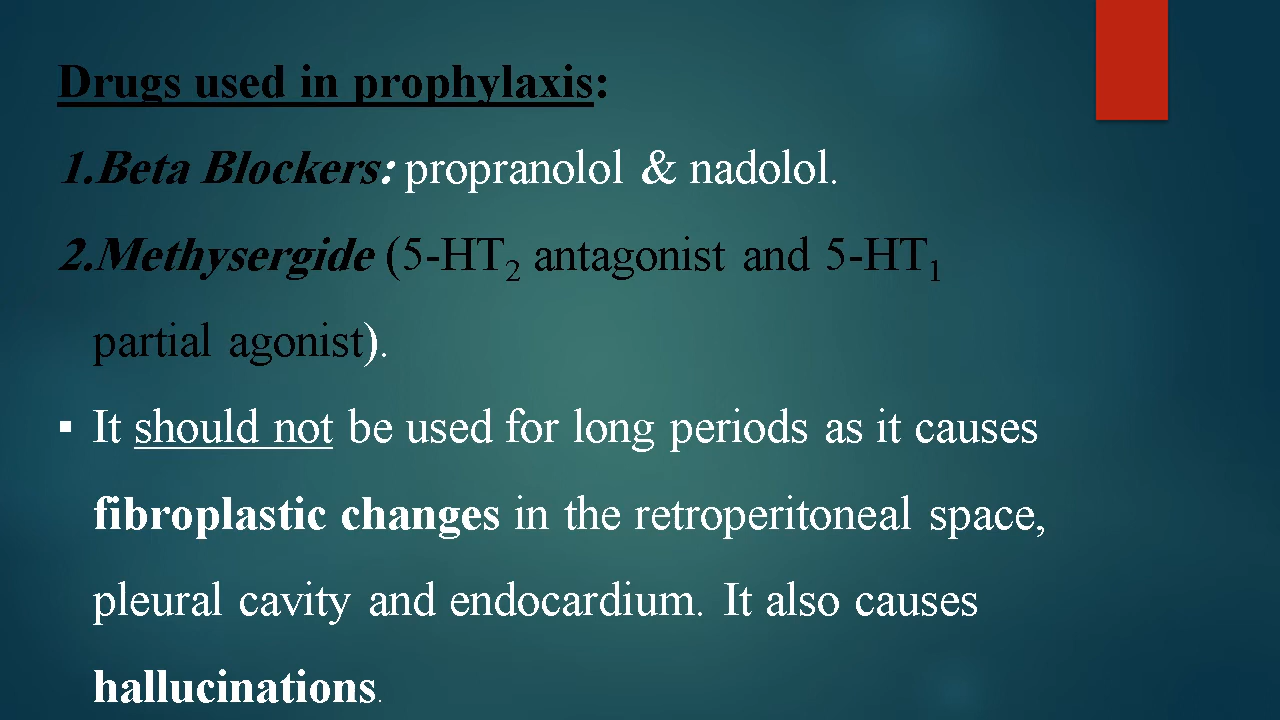 Drugs used in prophylaxis:
1.Beta Blockers: propranolol & nadolol.
2.Methysergide (5-HT₂ antagonist and 5-HT₁
partial agonist).
▪ It should not be used for long periods as it causes
fibroplastic changes in the retroperitoneal space,
pleural cavity and endocardium. It also causes
hallucinations.